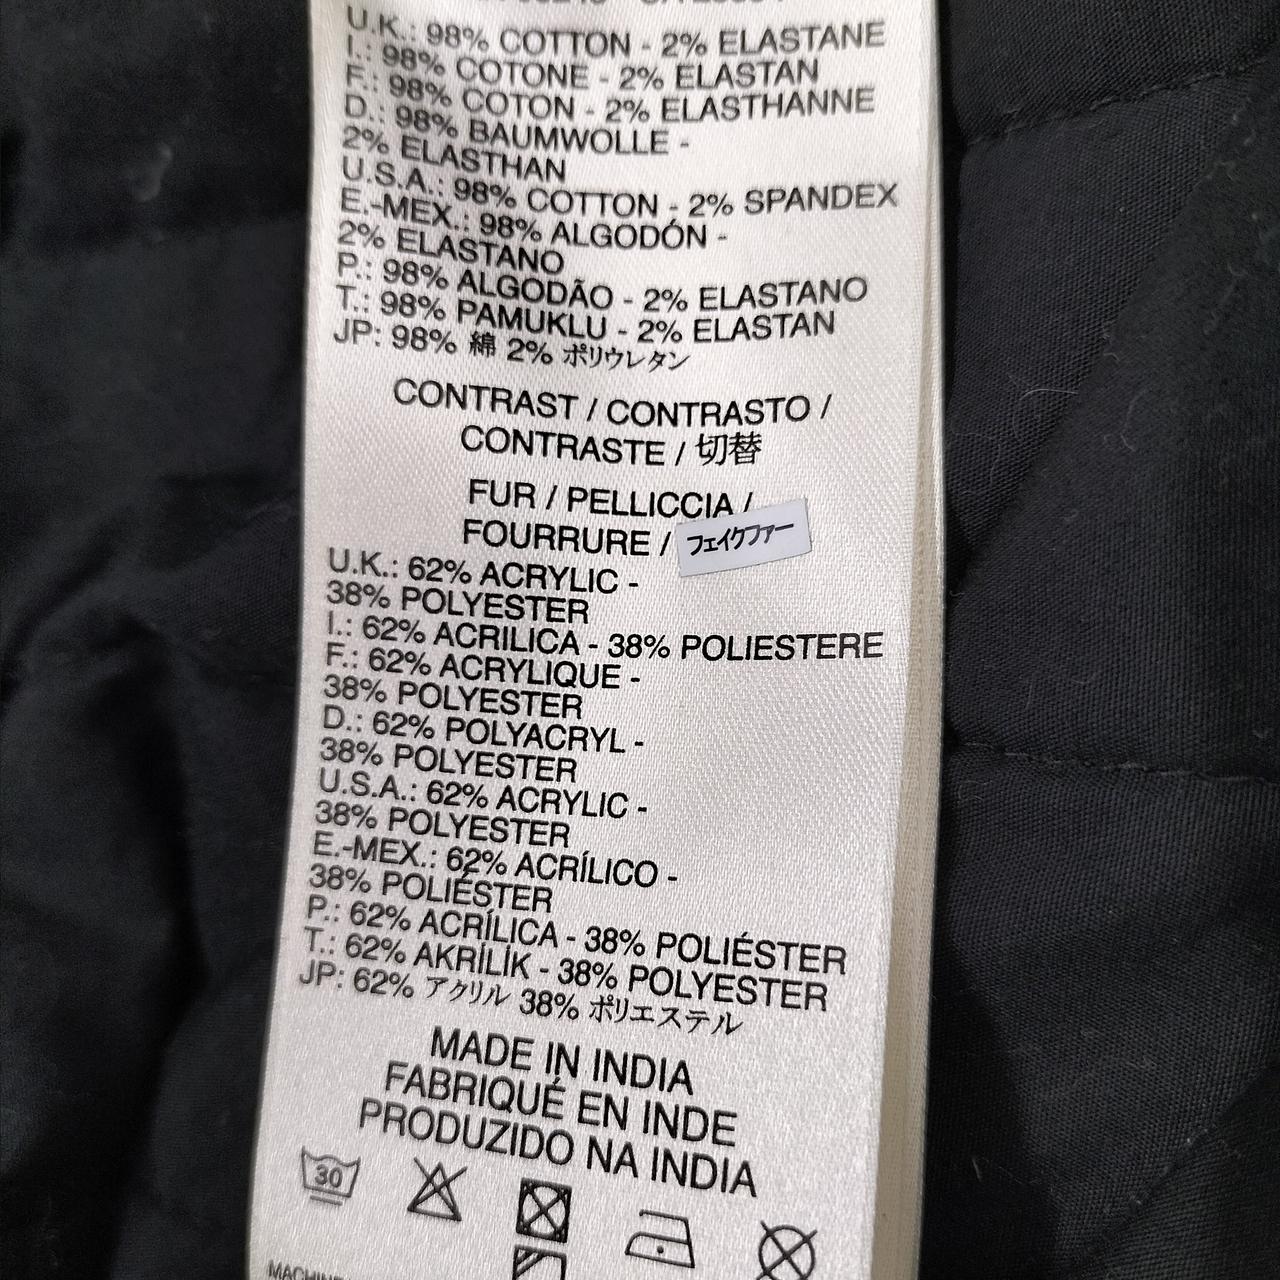 U.K.: 98% COTTON - 2% ELASTANE
I.: 98% COTONE - 2% ELASTAN
F.: 98% COTON - 2% ELASTHANNE
D.: 98% BAUMWOLLE -
2% ELASTHAN
U.S.A.: 98% COTTON - 2% SPANDEX
E.-MEX.: 98% ALGODÓN -
2% ELASTANO
P.: 98% ALGODÃO - 2% ELASTANO
T.: 98% PAMUKLU - 2% ELASTAN
JP: 98% 綿 2% ポリウレタン
CONTRAST / CONTRASTO /
CONTRASTE / 切替
FUR / PELLICCIA /
FOURRURE / フェイクファー
U.K.: 62% ACRYLIC -
38% POLYESTER
I.: 62% ACRILICA - 38% POLIESTERE
F.: 62% ACRYLIQUE -
38% POLYESTER
D.: 62% POLYACRYL -
38% POLYESTER
U.S.A.: 62% ACRYLIC -
38% POLYESTER
E.-MEX.: 62% ACRÍLICO -
38% POLIÉSTER
P.: 62% ACRÍLICA - 38% POLIÉSTER
T.: 62% AKRİLİK - 38% POLYESTER
JP: 62% アクリル 38% ポリエステル
MADE IN INDIA
FABRIQUÉ EN INDE
PRODUZIDO NA INDIA
30